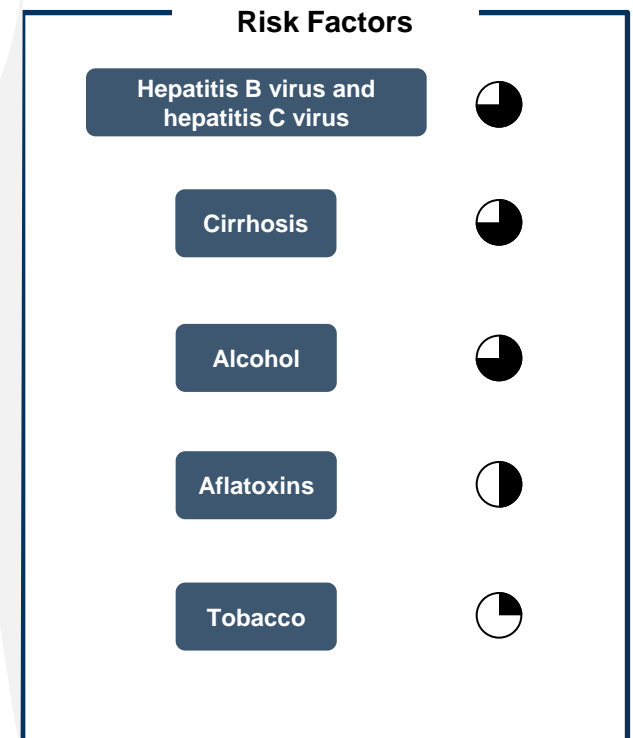 Risk Factors
Hepatitis B virus and
hepatitis C virus
Cirrhosis
Alcohol
Aflatoxins
Tobacco